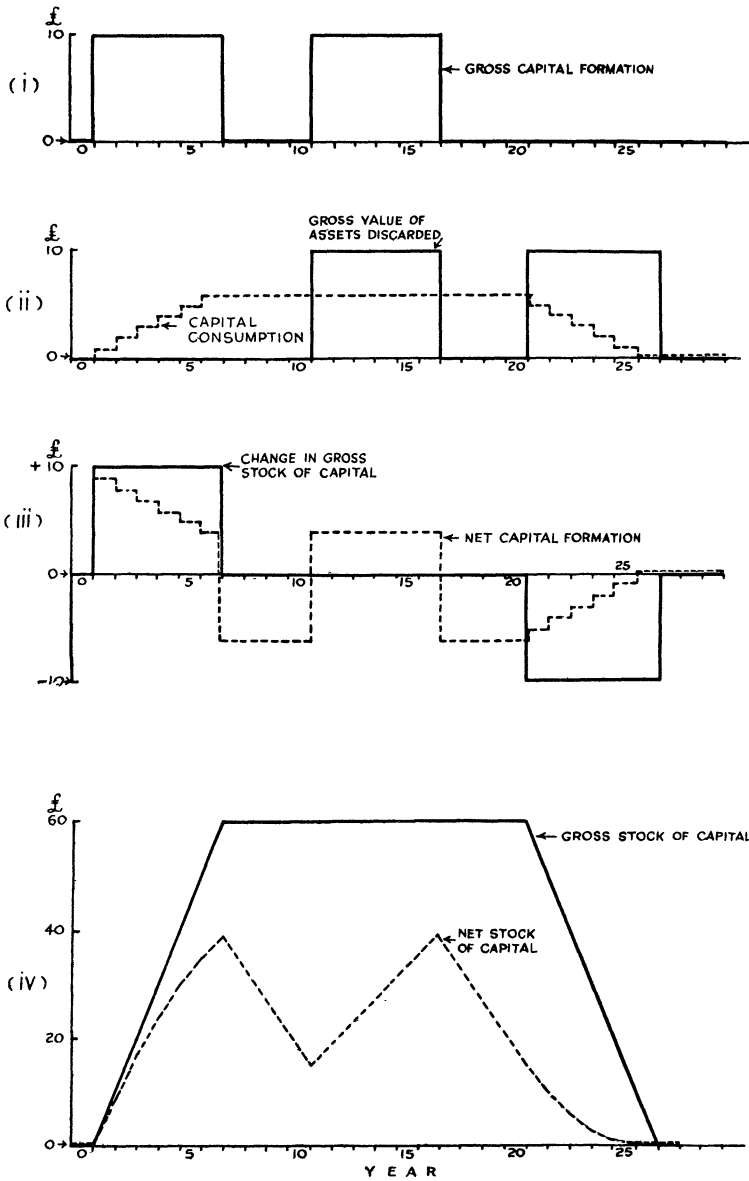 £
10
(i)
← GROSS CAPITAL FORMATION
0→
0 5 10 15 20 25
£
GROSS VALUE OF
ASSETS DISCARDED
10
(ii)
CAPITAL
CONSUMPTION
0→
0 5 10 15 20 25
£
+10
← CHANGE IN GROSS
STOCK OF CAPITAL
(iii)
← NET CAPITAL FORMATION
25
0→
0 5 10 15 20
-10
£
60
← GROSS STOCK OF CAPITAL
40
← NET STOCK
OF CAPITAL
(iv)
20
0→
0 5 10 15 20 25
YEAR